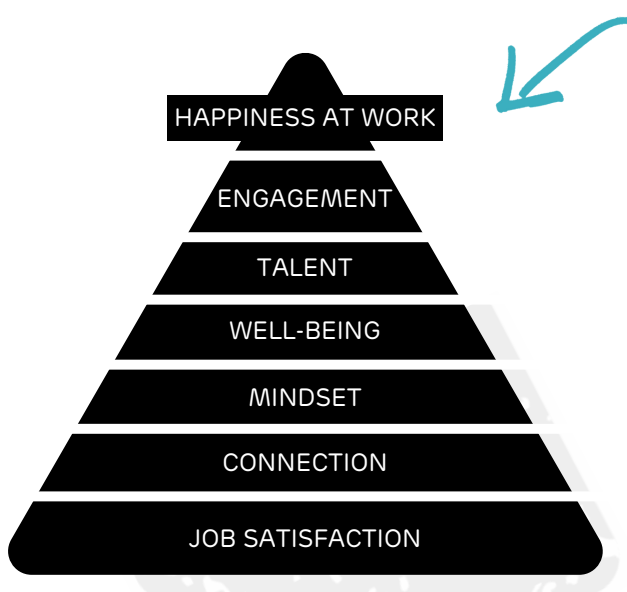 HAPPINESS AT WORK
ENGAGEMENT
TALENT
WELL-BEING
MINDSET
CONNECTION
JOB SATISFACTION